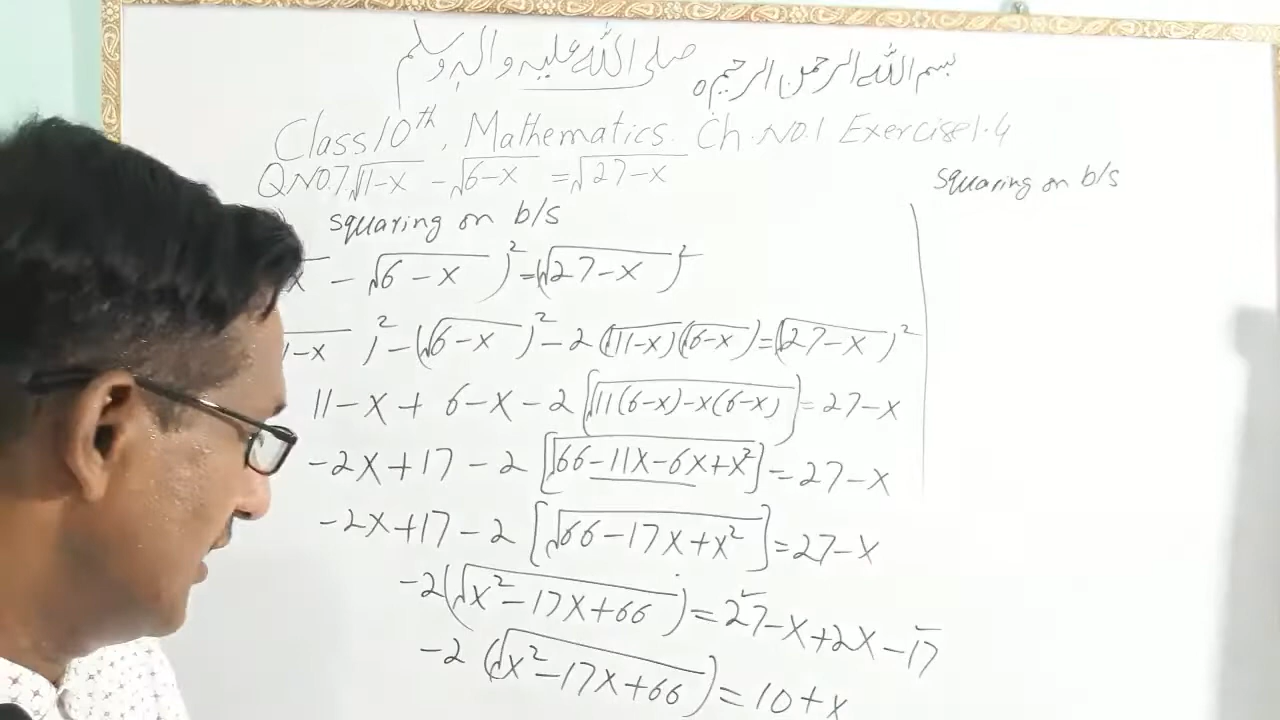 بسم اللہ الرحمن الرحیم ہ صلی اللہ علیہ والہ وسلم
Class 10th, Mathematics. Ch.No.1 Exercise 1.4
Q.No.7. √11-x - √6-x = √27-x
squaring on b/s
x - √6-x )² = (√27-x )²
1-x )² - (√6-x )² - 2 (√11-x)(√6-x) = (√27-x )²
11-x + 6-x - 2 [√11(6-x)-x(6-x)] = 27-x
-2x+17 - 2 [√66-11x-6x+x²] = 27-x
-2x+17 - 2 [√66-17x+x²] = 27-x
-2(√x²-17x+66 ) = 27-x+2x-17
-2 (√x²-17x+66 ) = 10+x
squaring on b/s